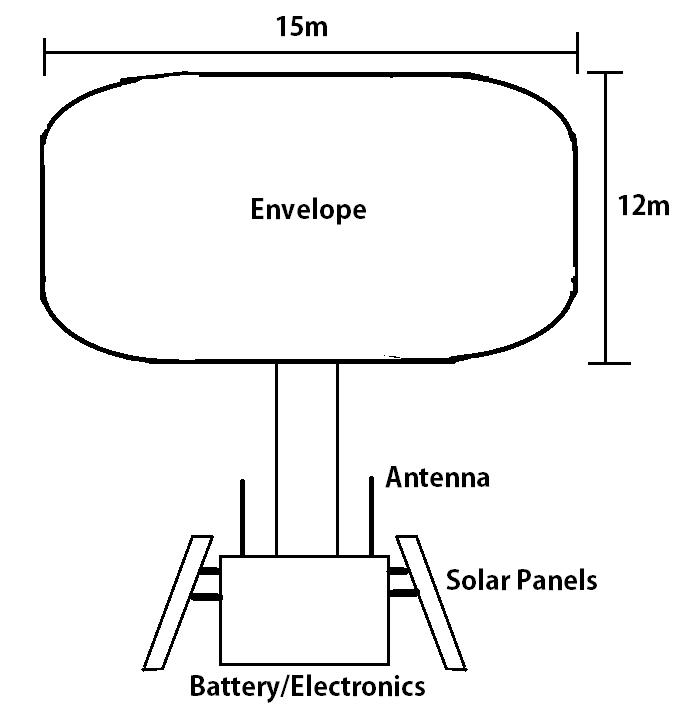 15m
Envelope
12m
Antenna
Solar Panels
Battery/Electronics